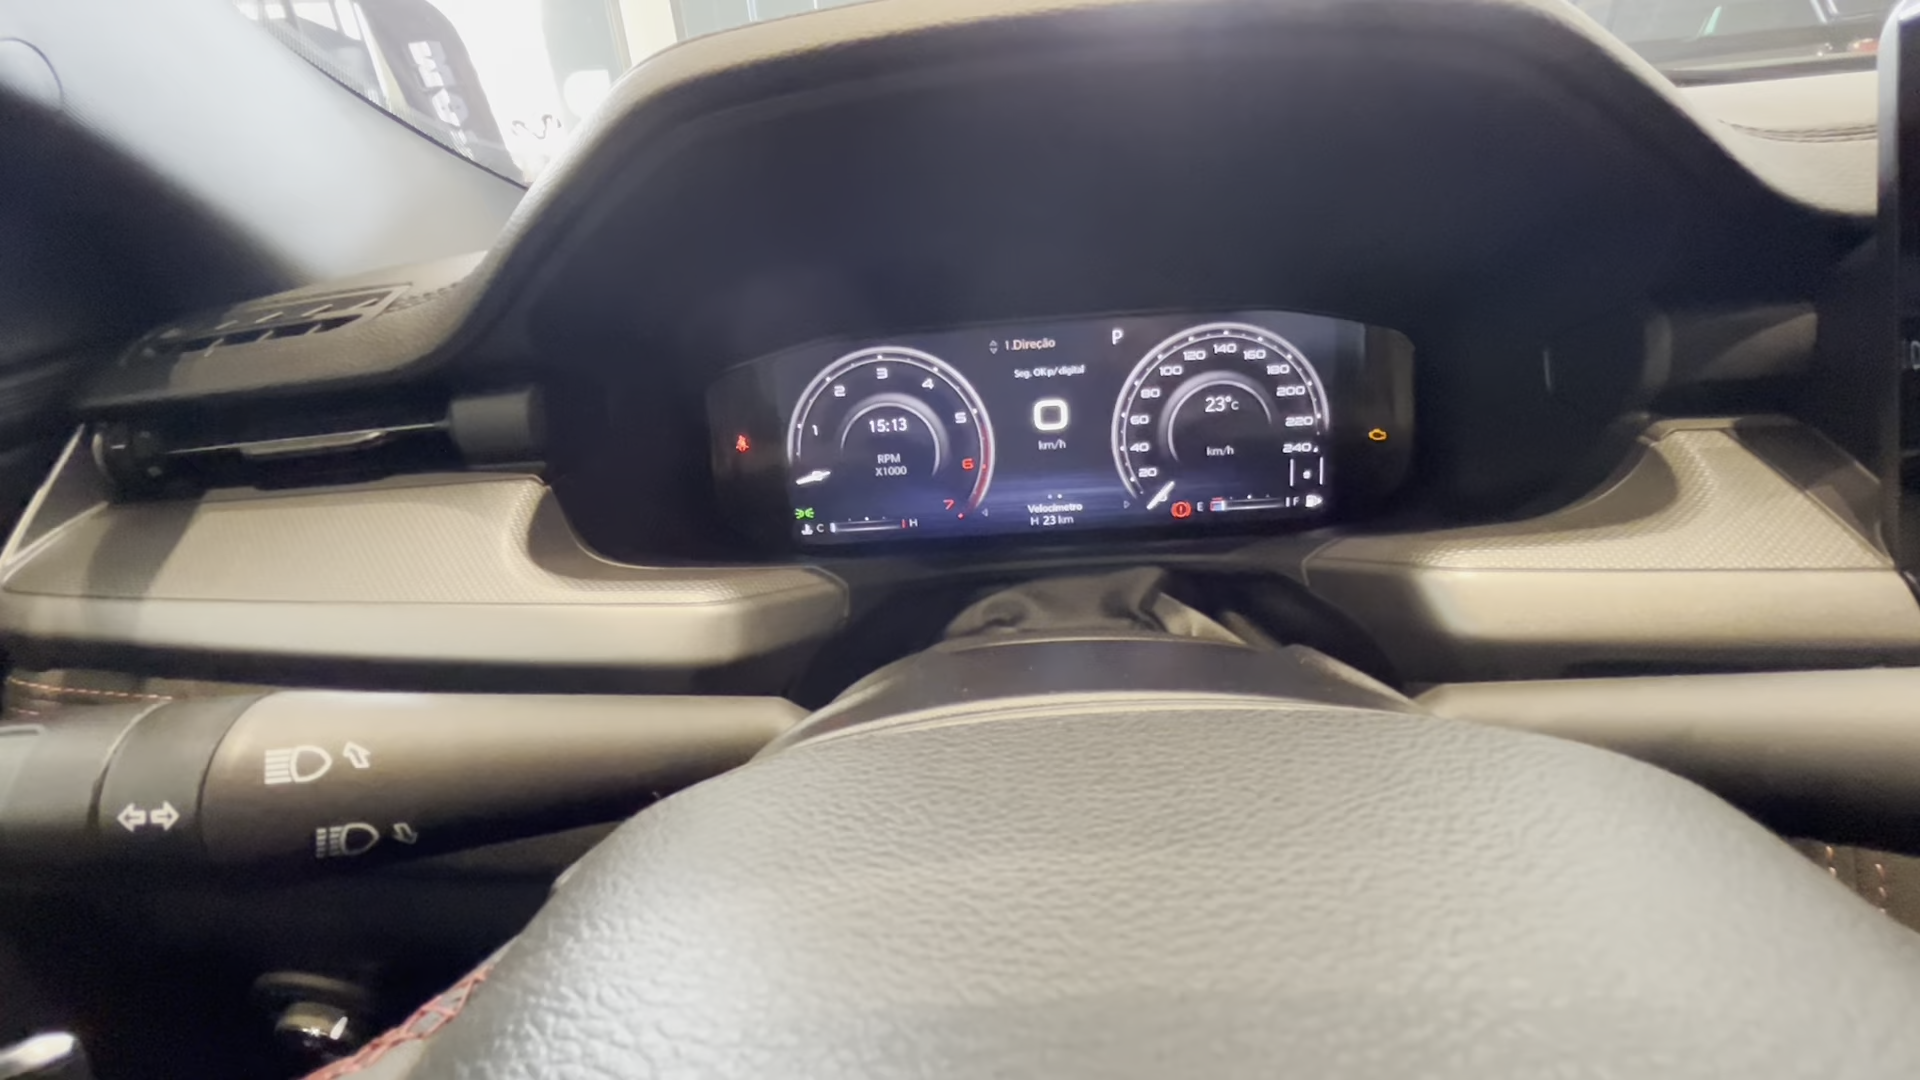 1.Direção
P
Seg. OK p/ digital
0
km/h
Velocímetro
H 23 km
1
2
3
4
5
6
7
15:13
RPM
X1000
C
H
20
40
60
80
100
120
140
160
180
200
220
240
23°C
km/h
E
F